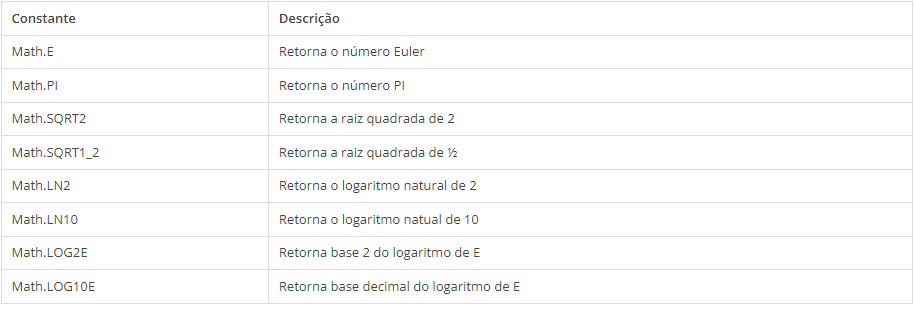 Constante Descrição
Math.E Retorna o número Euler
Math.PI Retorna o número PI
Math.SQRT2 Retorna a raiz quadrada de 2
Math.SQRT1_2 Retorna a raiz quadrada de ½
Math.LN2 Retorna o logaritmo natural de 2
Math.LN10 Retorna o logaritmo natual de 10
Math.LOG2E Retorna base 2 do logaritmo de E
Math.LOG10E Retorna base decimal do logaritmo de E